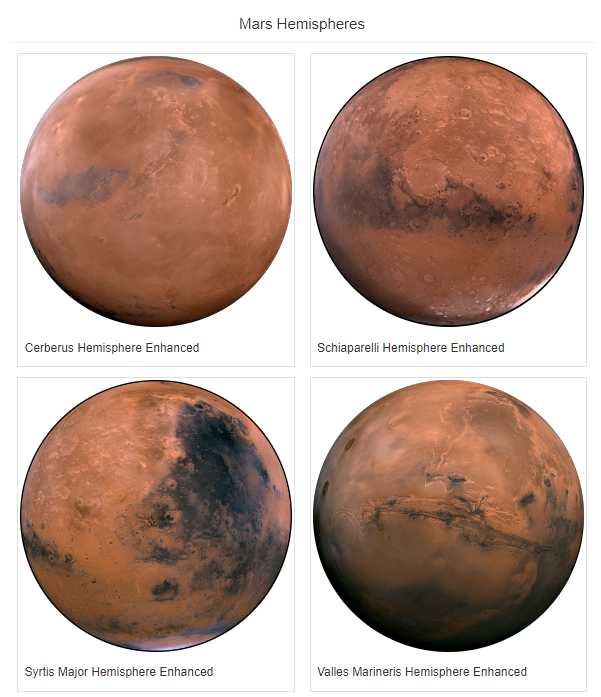 Mars Hemispheres
Cerberus Hemisphere Enhanced
Schiaparelli Hemisphere Enhanced
Syrtis Major Hemisphere Enhanced
Valles Marineris Hemisphere Enhanced